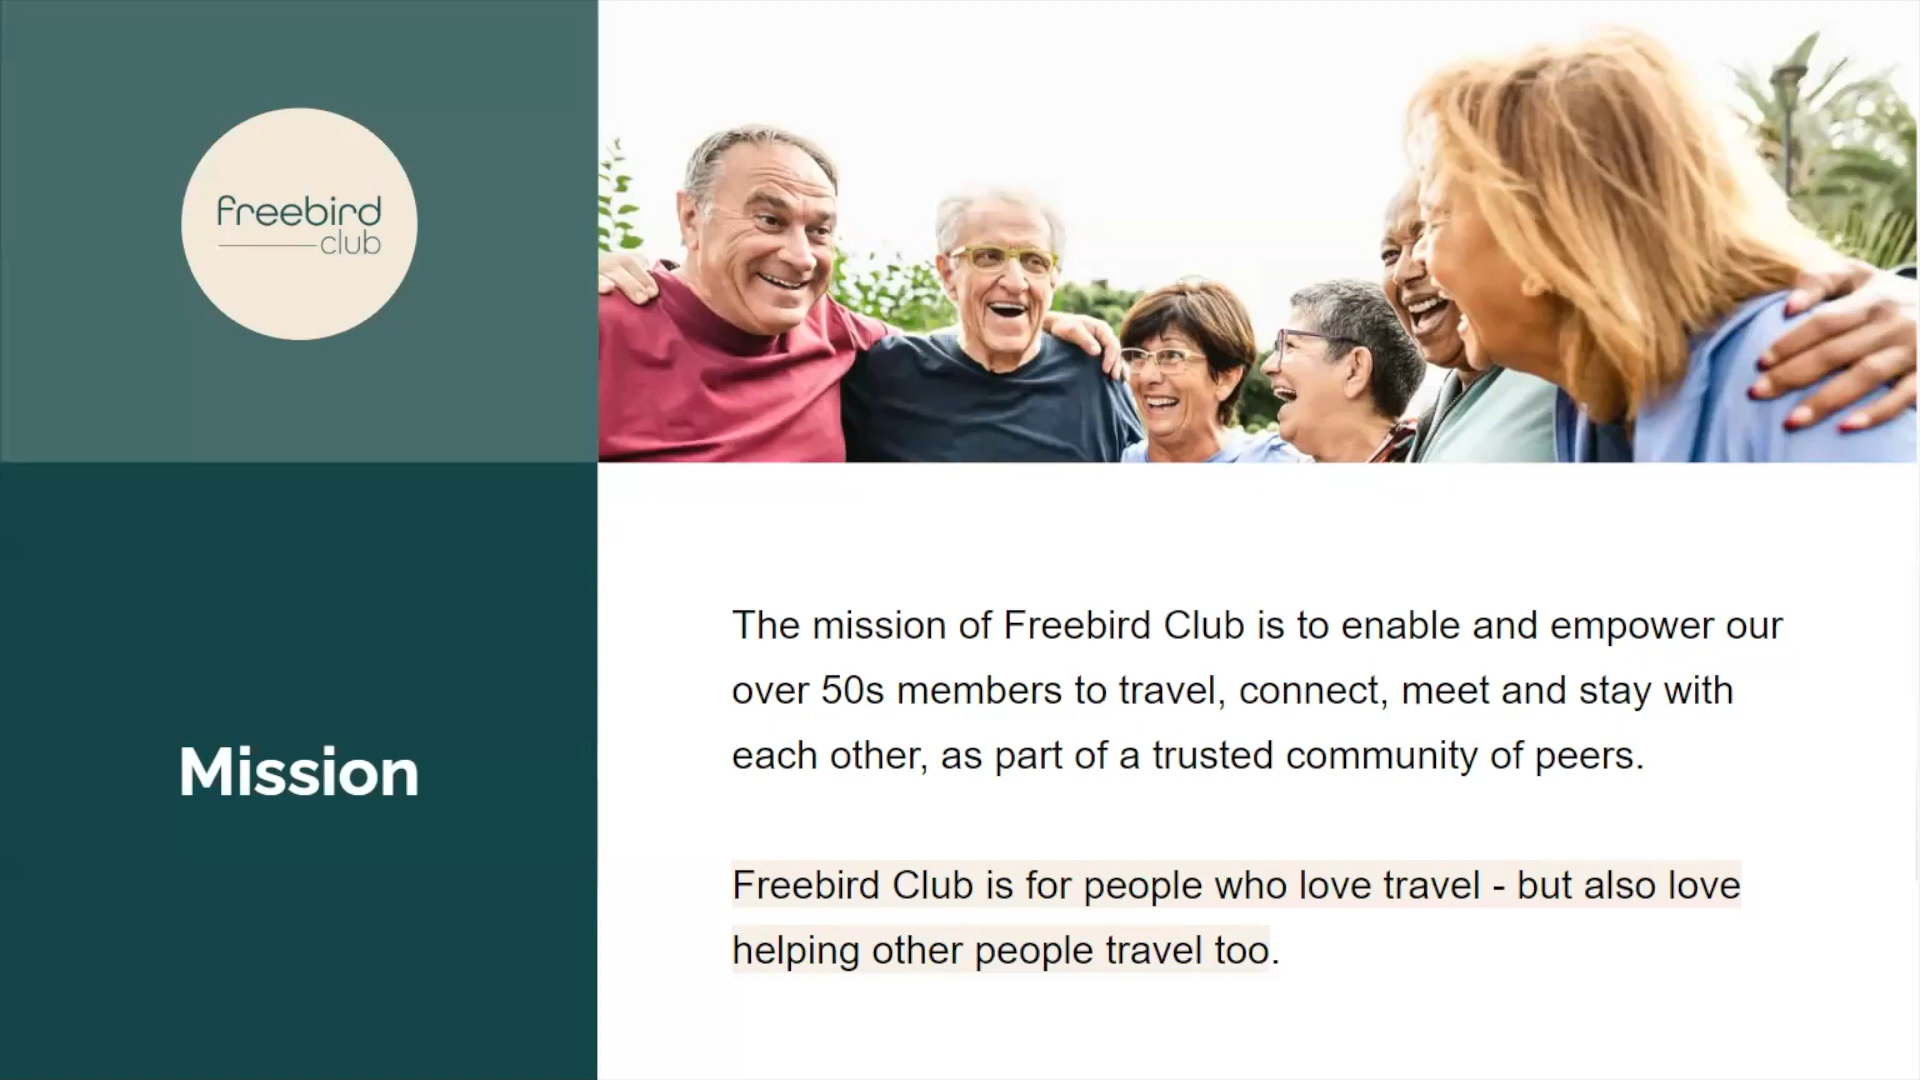 freebird
club
Mission
The mission of Freebird Club is to enable and empower our
over 50s members to travel, connect, meet and stay with
each other, as part of a trusted community of peers.
Freebird Club is for people who love travel - but also love
helping other people travel too.